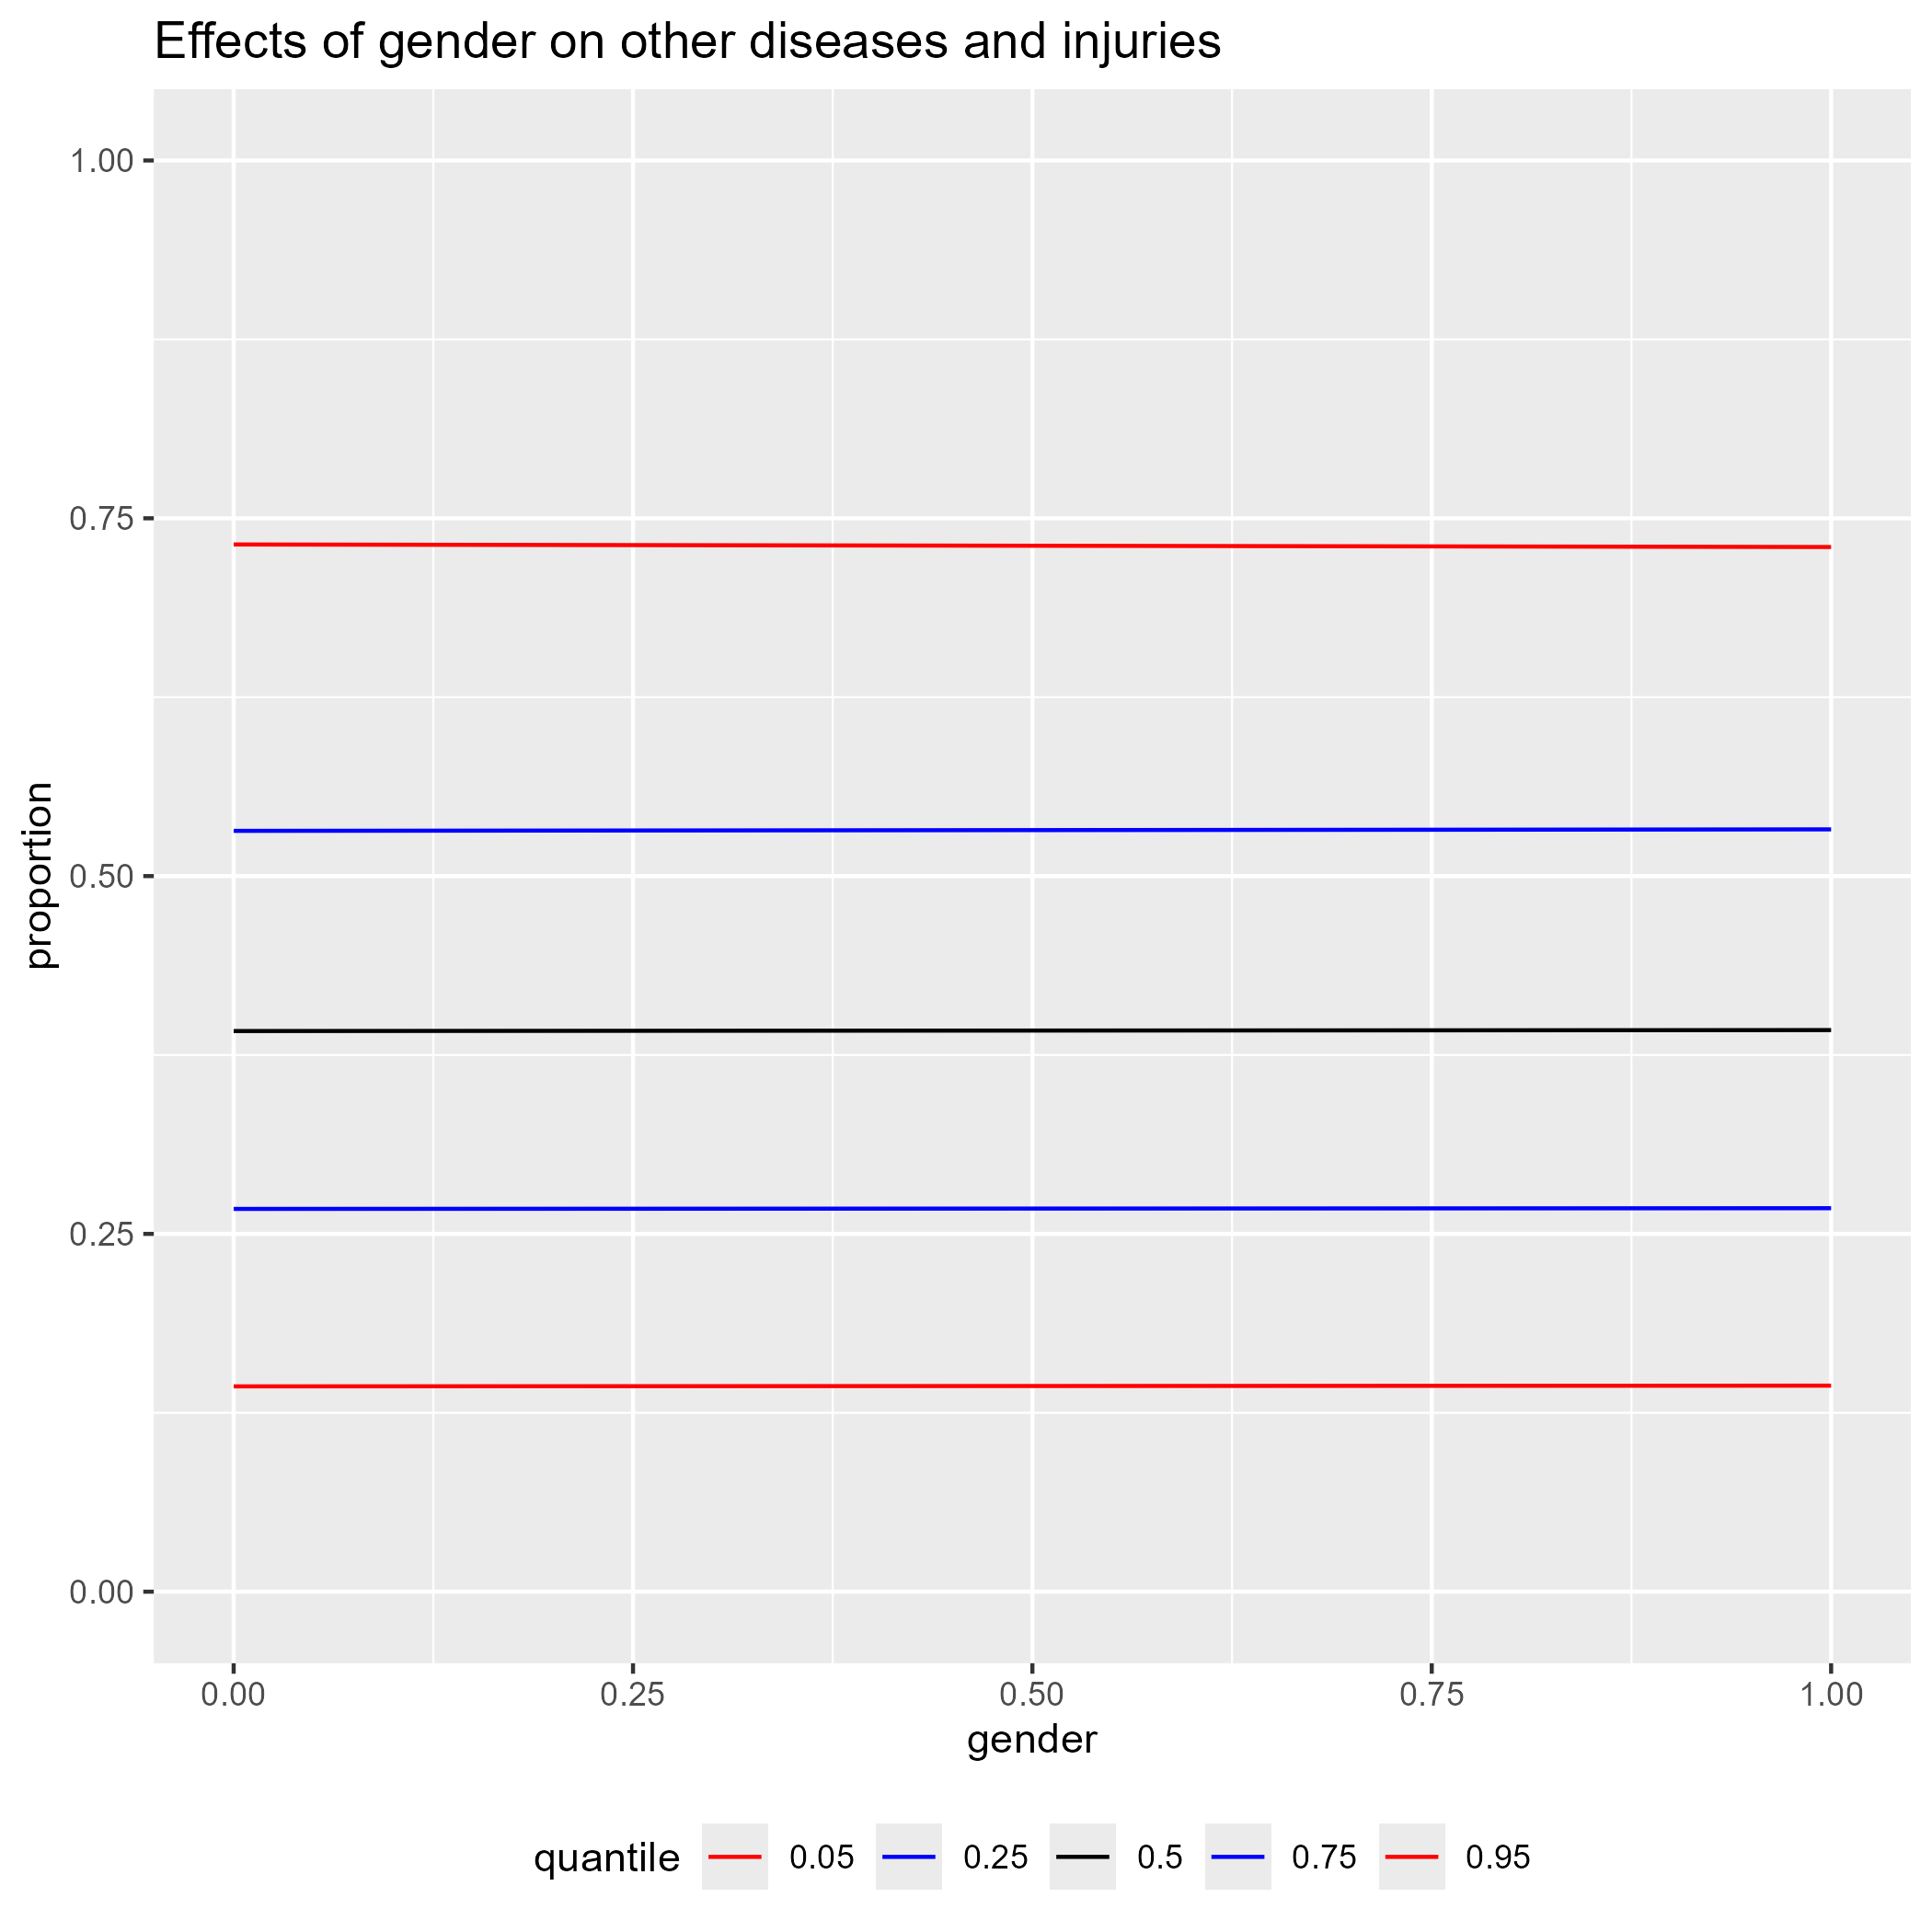 Effects of gender on other diseases and injuries
1.00
0.75
0.50
0.25
0.00
proportion
0.00 0.25 0.50 0.75 1.00
gender
quantile 0.05 0.25 0.5 0.75 0.95